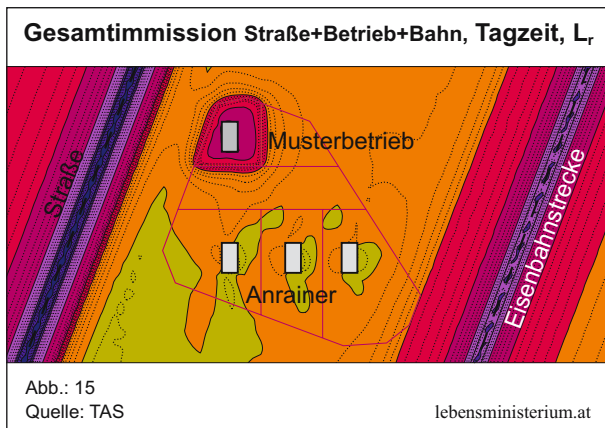 Gesamtimmission Straße+Betrieb+Bahn, Tagzeit, Lr
Musterbetrieb
Straße
Eisenbahnstrecke
Anrainer
Abb.: 15
Quelle: TAS
lebensministerium.at